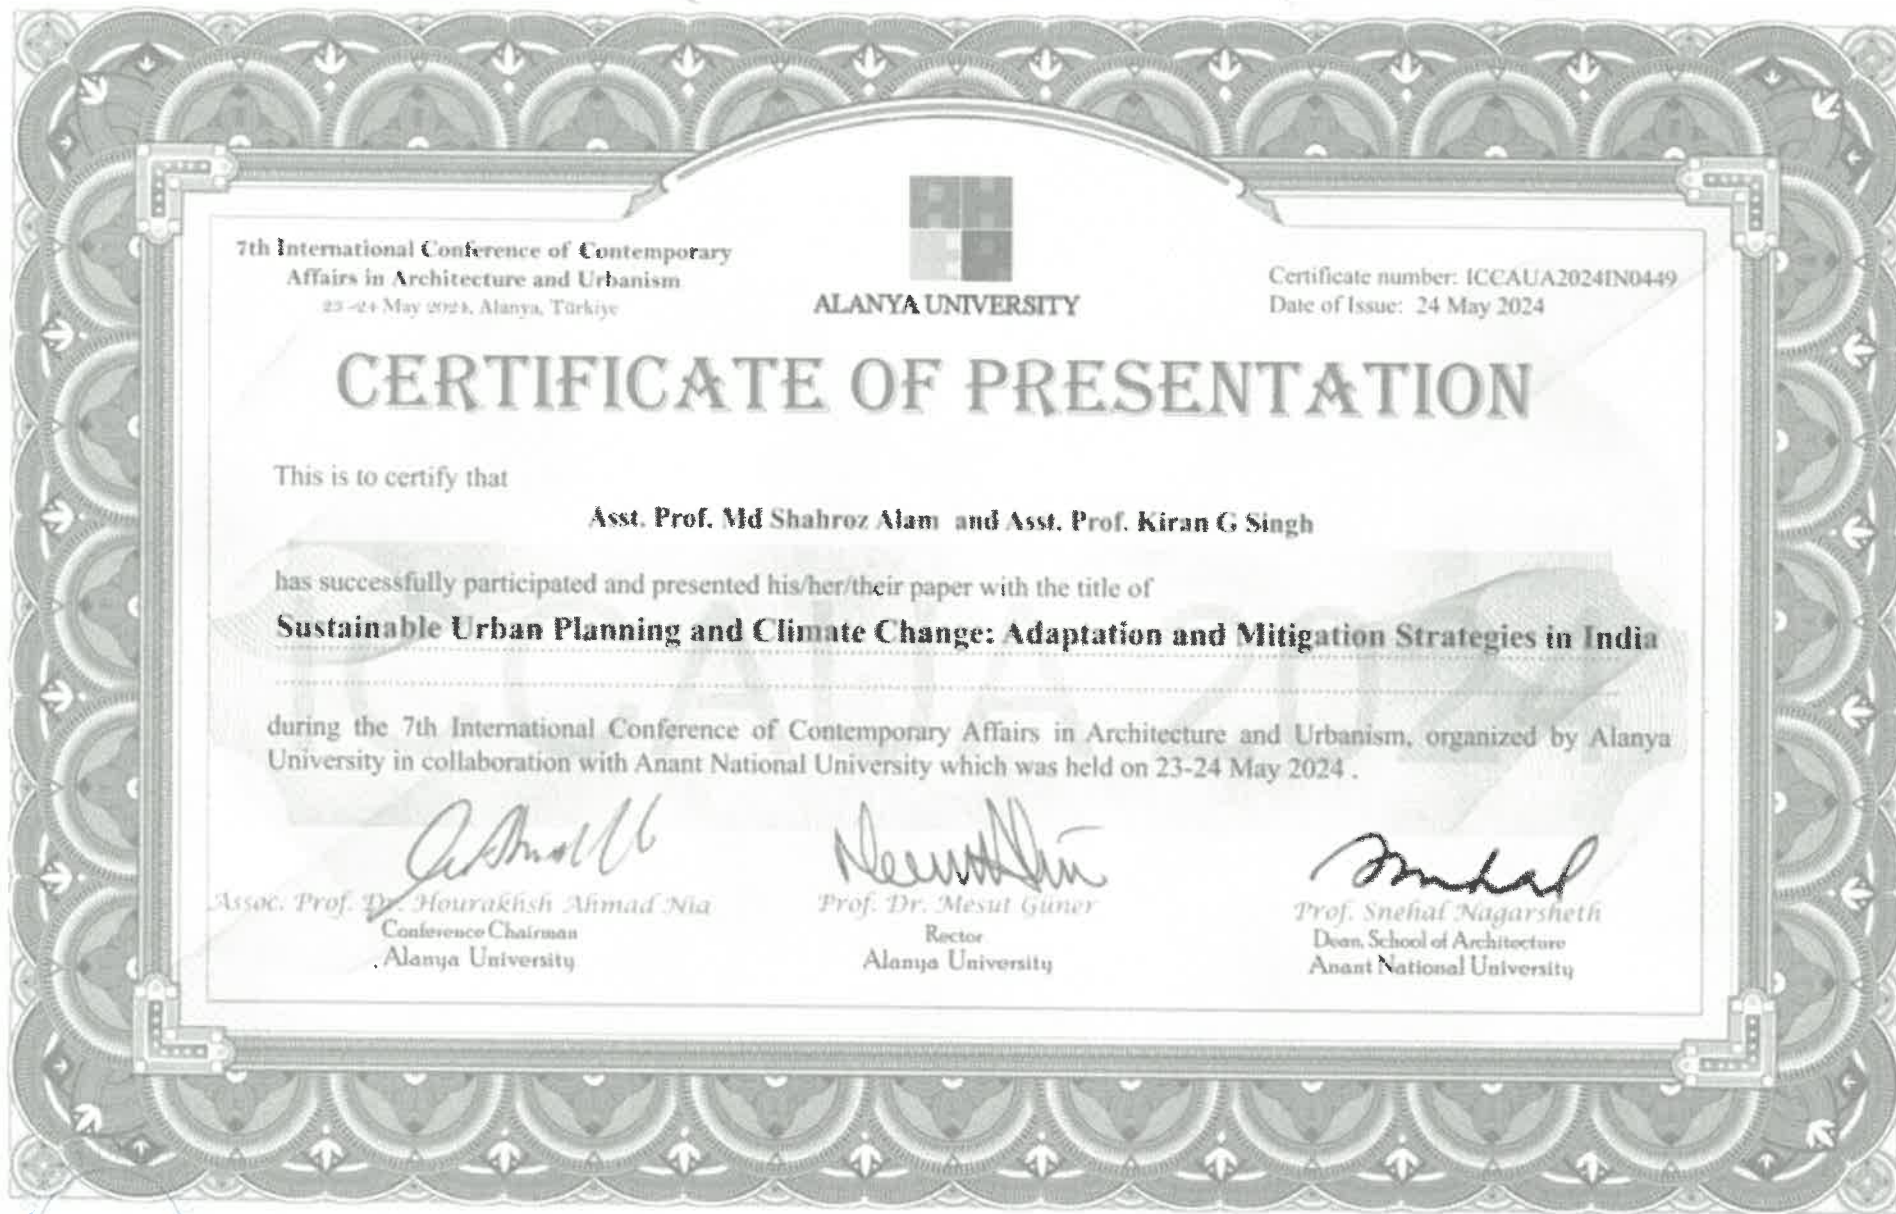 7th International Conference of Contemporary
Affairs in Architecture and Urbanism
23-24 May 2024, Alanya, Türkiye
ALANYA UNIVERSITY
Certificate number: ICCAUA2024IN0449
Date of Issue: 24 May 2024
CERTIFICATE OF PRESENTATION
This is to certify that
Asst. Prof. Md Shahroz Alam and Asst. Prof. Kiran G Singh
has successfully participated and presented his/her/their paper with the title of
Sustainable Urban Planning and Climate Change: Adaptation and Mitigation Strategies in India
ICCAUA 2024
during the 7th International Conference of Contemporary Affairs in Architecture and Urbanism, organized by Alanya
University in collaboration with Anant National University which was held on 23-24 May 2024 .
Assoc. Prof. Dr. Hourakhsh Ahmad Nia
Conference Chairman
Alanya University
Prof. Dr. Mesut Güner
Rector
Alanya University
Prof. Snehal Nagarsheth
Dean, School of Architecture
Anant National University